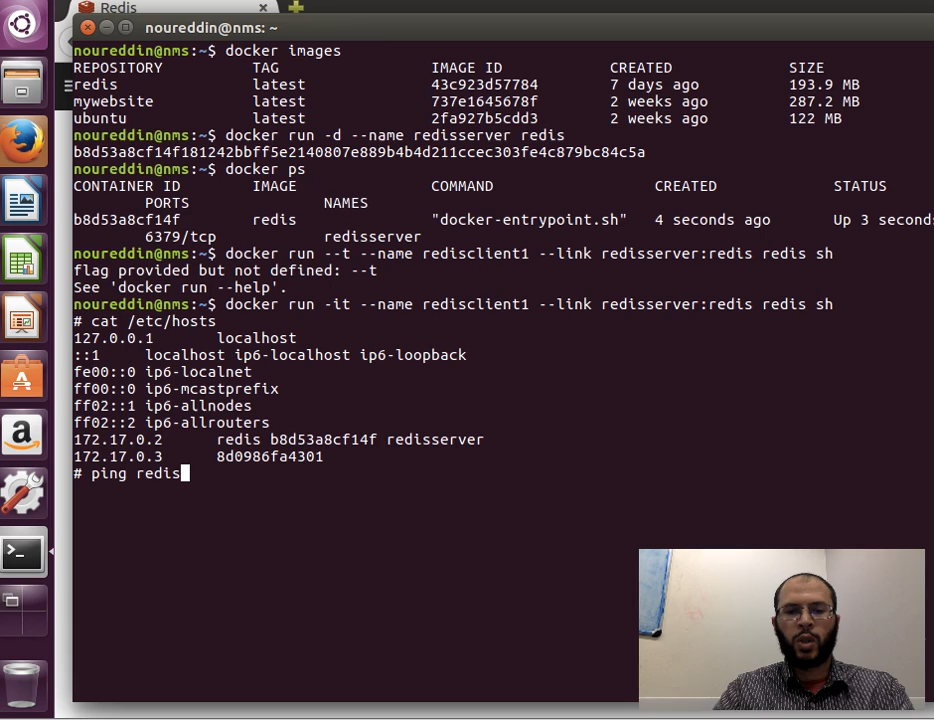 Redis
noureddin@nms: ~
noureddin@nms:~$ docker images
REPOSITORY TAG IMAGE ID CREATED SIZE
redis latest 43c923d57784 7 days ago 193.9 MB
mywebsite latest 737e1645678f 2 weeks ago 287.2 MB
ubuntu latest 2fa927b5cdd3 2 weeks ago 122 MB
noureddin@nms:~$ docker run -d --name redisserver redis
b8d53a8cf14f181242bbff5e2140807e889b4b4d211ccec303fe4c879bc84c5a
noureddin@nms:~$ docker ps
CONTAINER ID IMAGE COMMAND CREATED STATUS
PORTS NAMES
b8d53a8cf14f redis "docker-entrypoint.sh" 4 seconds ago Up 3 seconds
6379/tcp redisserver
noureddin@nms:~$ docker run --t --name redisclient1 --link redisserver:redis redis sh
flag provided but not defined: --t
See 'docker run --help'.
noureddin@nms:~$ docker run -it --name redisclient1 --link redisserver:redis redis sh
# cat /etc/hosts
127.0.0.1 localhost
::1 localhost ip6-localhost ip6-loopback
fe00::0 ip6-localnet
ff00::0 ip6-mcastprefix
ff02::1 ip6-allnodes
ff02::2 ip6-allrouters
172.17.0.2 redis b8d53a8cf14f redisserver
172.17.0.3 8d0986fa4301
# ping redis